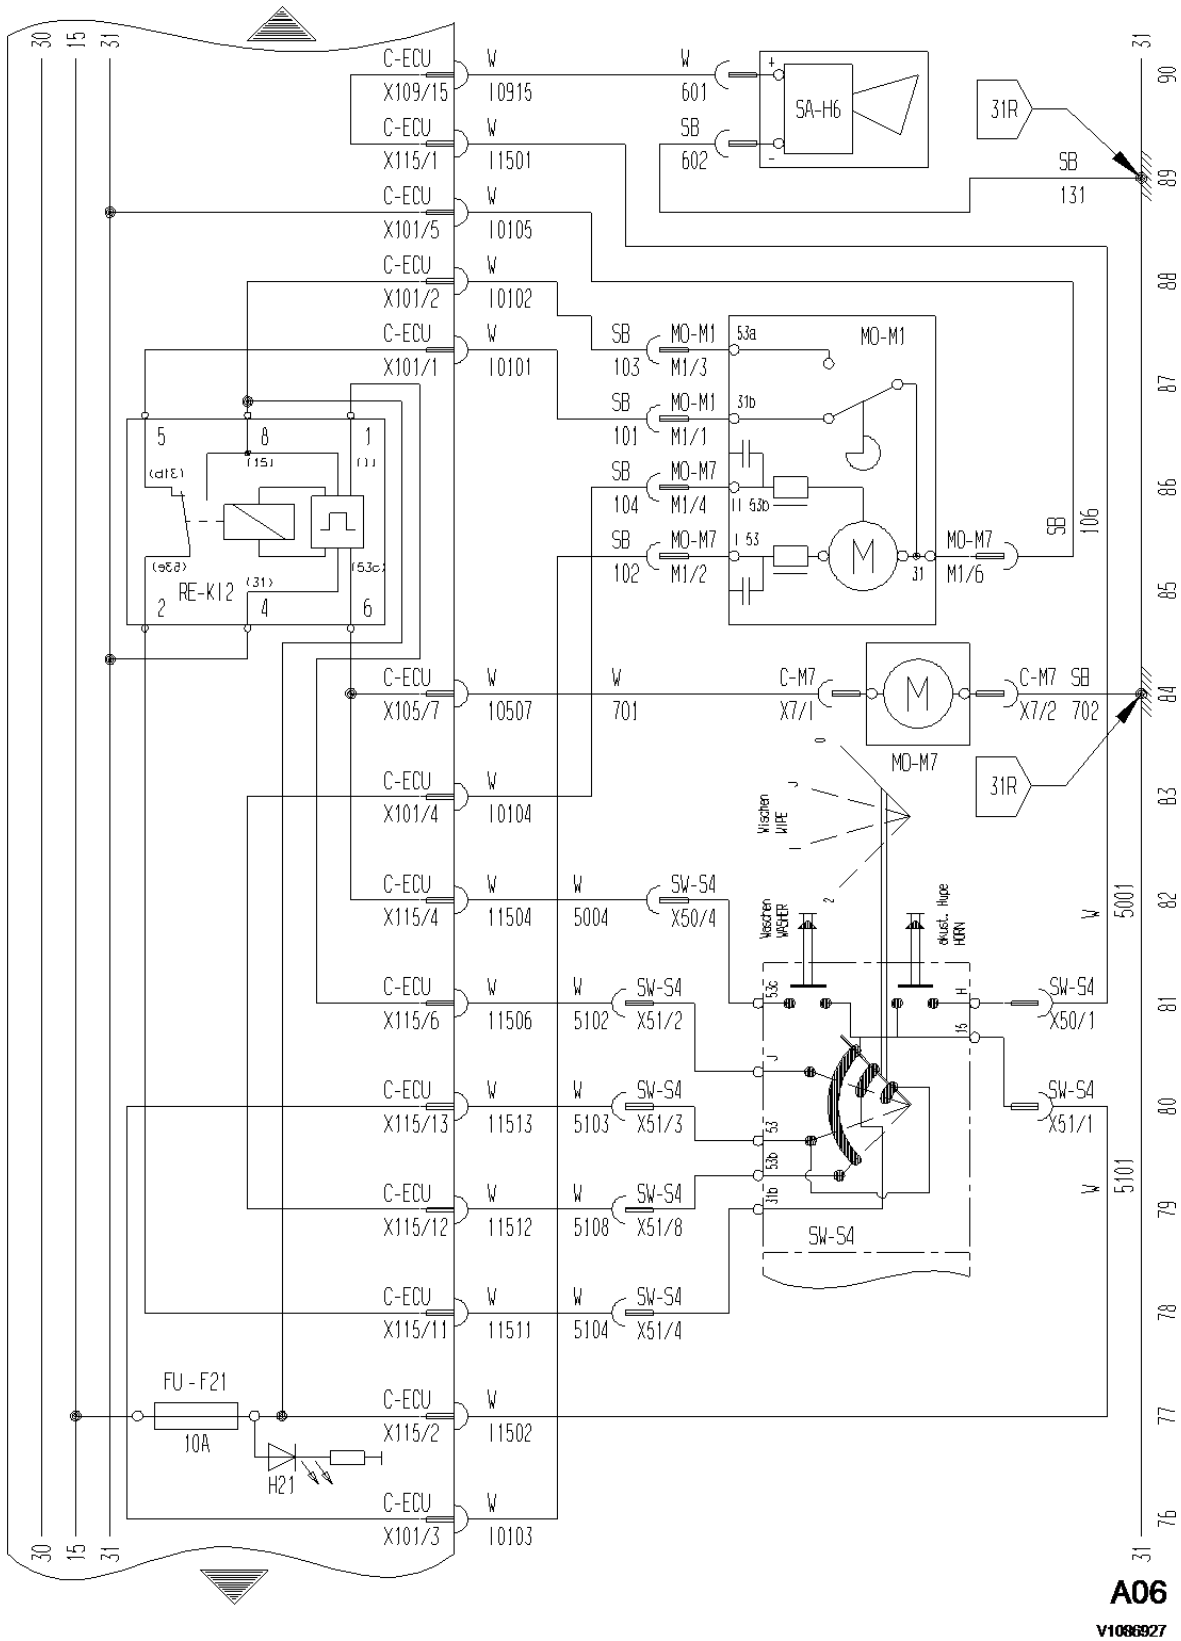 30 15 31
31
C-ECU W W
X109/15 10915 601
+
SA-H6
31R
90
C-ECU W SB
X115/1 11501 602
-
SB
131
89
C-ECU W
X101/5 10105
C-ECU W
X101/2 10102
88
C-ECU W SB MO-M1 53a MO-M1
X101/1 10101 103 M1/3
87
SB MO-M1 31b
101 M1/1
5 8 1
(31b) (15) (1)
SB MO-M7
104 M1/4 II 53b
86
SB
106
SB MO-M7 I 53 M MO-M7
102 M1/2 31 M1/6
(53e) (31) (53c)
RE-K12
2 4 6
85
C-ECU W W C-M7 M C-M7 SB
X105/7 10507 701 X7/1 X7/2 702
84
MO-M7
31R
0
J
I
2
Wischen
WIPE
C-ECU W
X101/4 10104
83
C-ECU W W SW-S4
X115/4 11504 5004 X50/4
Waschen
WASHER
akust. Hupe
HORN
W
5001
82
C-ECU W W SW-S4 53c H SW-S4
X115/6 11506 5102 X51/2 15 X50/1
81
J
C-ECU W W SW-S4 SW-S4
X115/13 11513 5103 X51/3 X51/1
80
53
53b
31b
W
5101
C-ECU W W SW-S4
X115/12 11512 5108 X51/8
79
SW-S4
C-ECU W W SW-S4
X115/11 11511 5104 X51/4
78
FU - F21
10A
C-ECU W
X115/2 11502
77
H21
C-ECU W
X101/3 10103
76
30 15 31
31
A06
V1086927